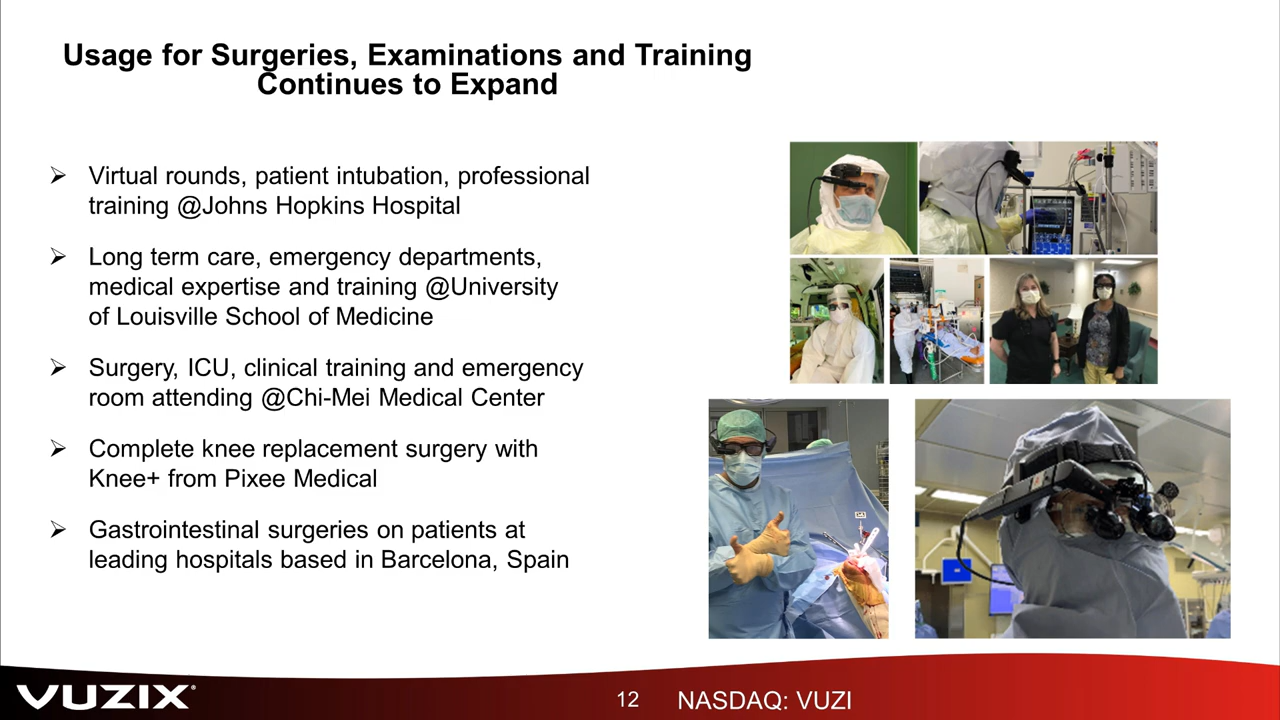 Usage for Surgeries, Examinations and Training
Continues to Expand
➢ Virtual rounds, patient intubation, professional
training @Johns Hopkins Hospital
➢ Long term care, emergency departments,
medical expertise and training @University
of Louisville School of Medicine
➢ Surgery, ICU, clinical training and emergency
room attending @Chi-Mei Medical Center
➢ Complete knee replacement surgery with
Knee+ from Pixee Medical
➢ Gastrointestinal surgeries on patients at
leading hospitals based in Barcelona, Spain
VUZIX®
12
NASDAQ: VUZI